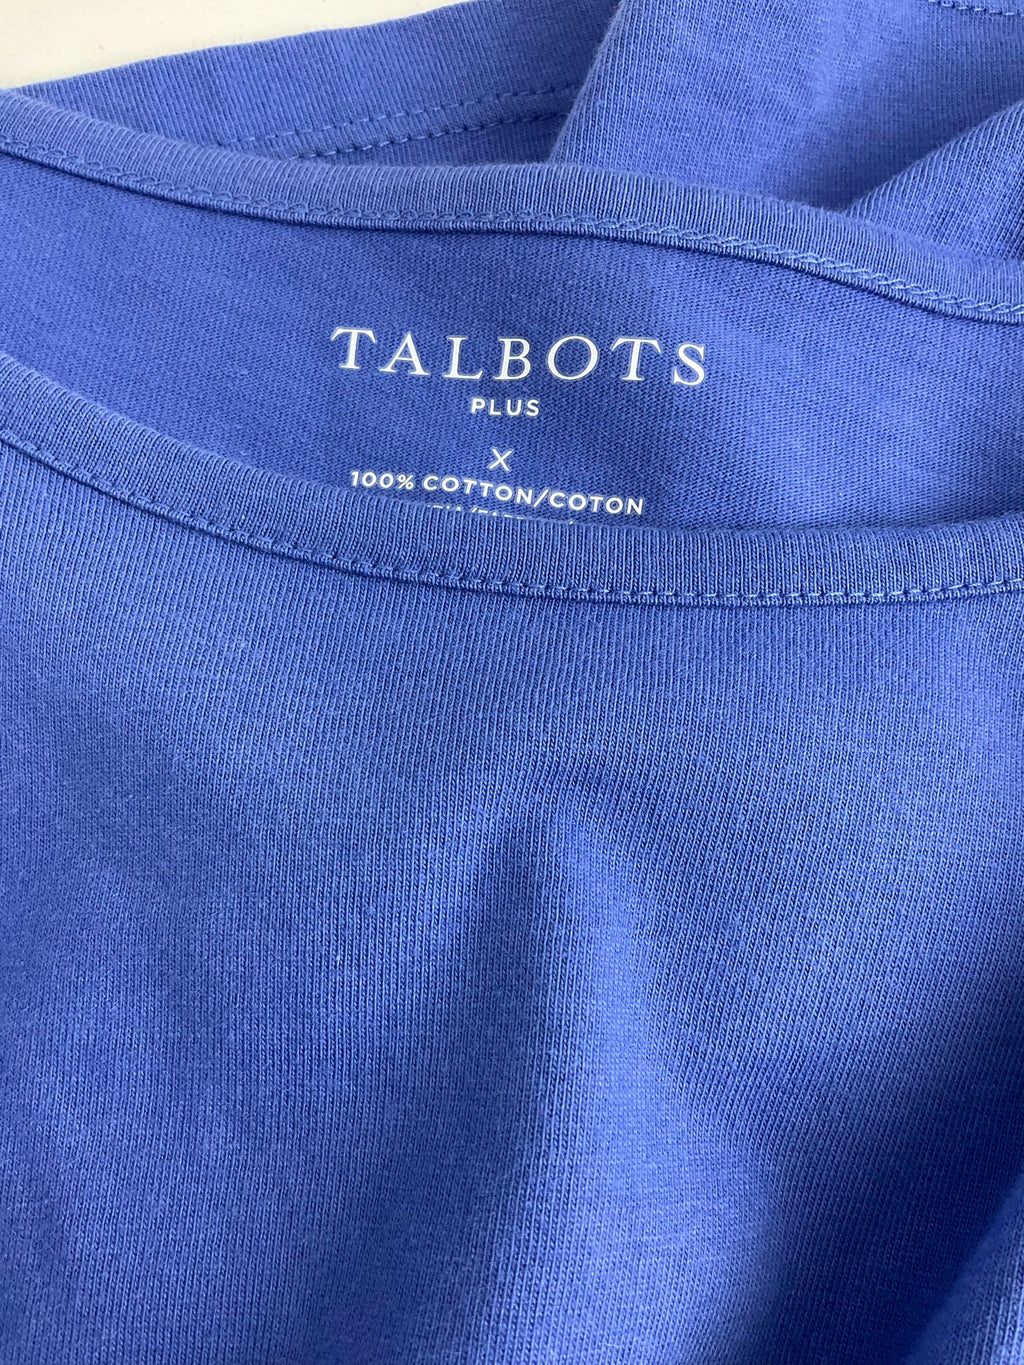 TALBOTS
PLUS
X
100% COTTON/COTON